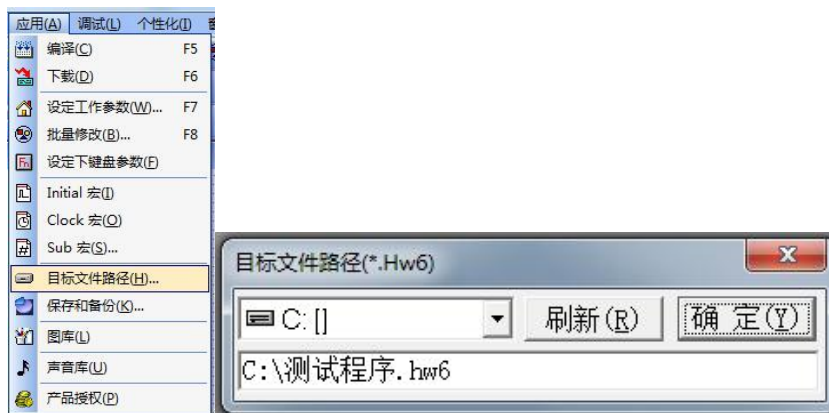 应用(A) 调试(L) 个性化(I)
编译(C) F5
下载(D) F6
设定工作参数(W)... F7
批量修改(B)... F8
设定下键盘参数(F)
Initial 宏(I)
Clock 宏(O)
Sub 宏(S)...
目标文件路径(H)...
保存和备份(K)...
图库(L)
声音库(U)
产品授权(P)
目标文件路径(*.Hw6)
C: [] 刷新(R) 确 定(Y)
C:\测试程序.hw6